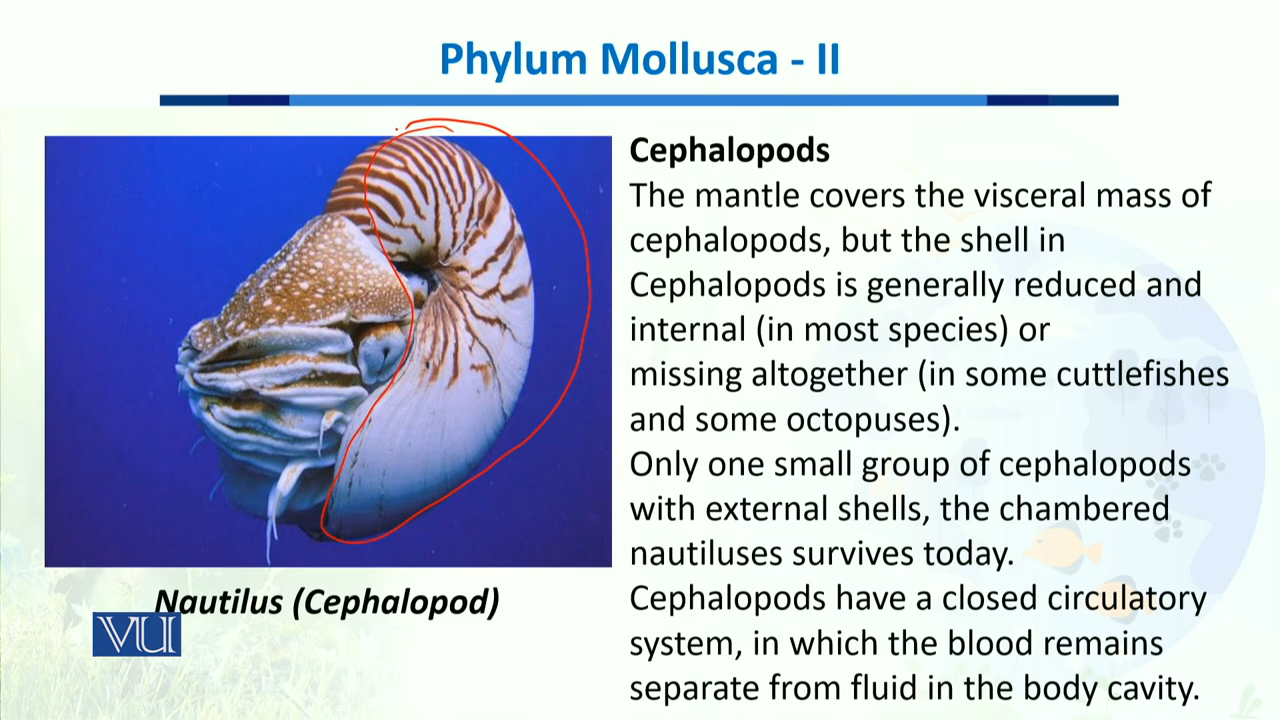 Phylum Mollusca - II
Cephalopods
The mantle covers the visceral mass of
cephalopods, but the shell in
Cephalopods is generally reduced and
internal (in most species) or
missing altogether (in some cuttlefishes
and some octopuses).
Only one small group of cephalopods
with external shells, the chambered
nautiluses survives today.
Cephalopods have a closed circulatory
system, in which the blood remains
separate from fluid in the body cavity.
Nautilus (Cephalopod)
VU